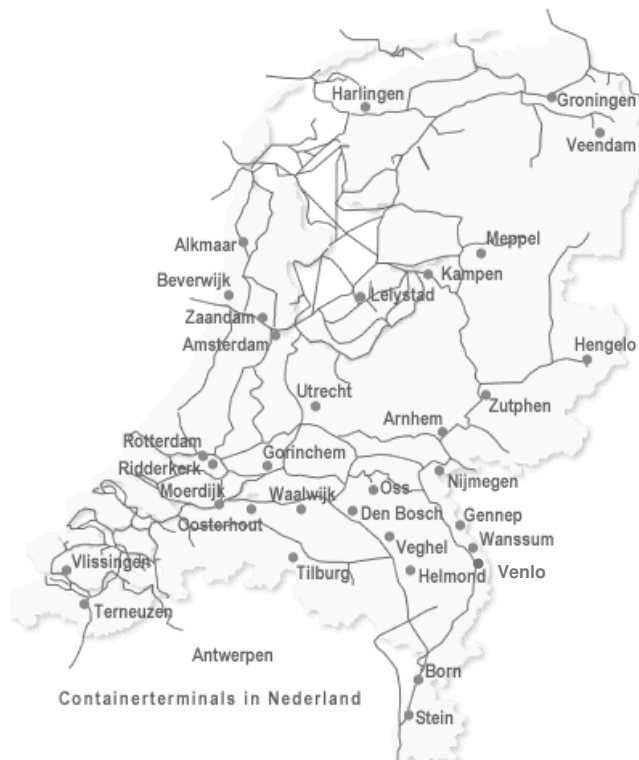 Harlingen
Groningen
Veendam
Alkmaar
Meppel
Beverwijk
Kampen
Lelystad
Zaandam
Amsterdam
Hengelo
Utrecht
Zutphen
Arnhem
Rotterdam
Gorinchem
Ridderkerk
Nijmegen
Moerdijk
Waalwijk
Oss
Oosterhout
Den Bosch
Gennep
Wanssum
Veghel
Vlissingen
Tilburg
Helmond
Venlo
Terneuzen
Antwerpen
Born
Containerterminals in Nederland
Stein